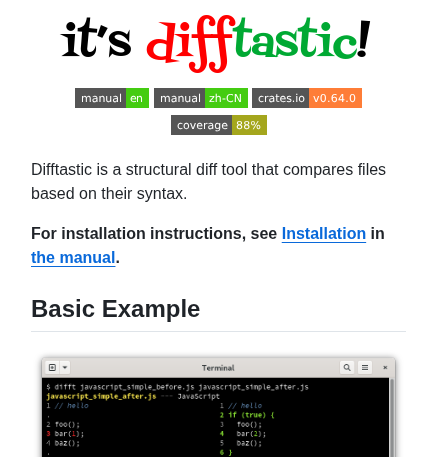 it's difftastic!
manual en manual zh-CN crates.io v0.64.0
coverage 88%
Difftastic is a structural diff tool that compares files
based on their syntax.
For installation instructions, see Installation in
the manual.
Basic Example
Terminal
$ difft javascript_simple_before.js javascript_simple_after.js
javascript_simple_after.js --- JavaScript
1 // hello 1 // hello
. 2 if (true) {
2 foo(); 3 foo();
3 bar(1); 4 bar(2);
4 baz(); 5 baz();
. 6 }